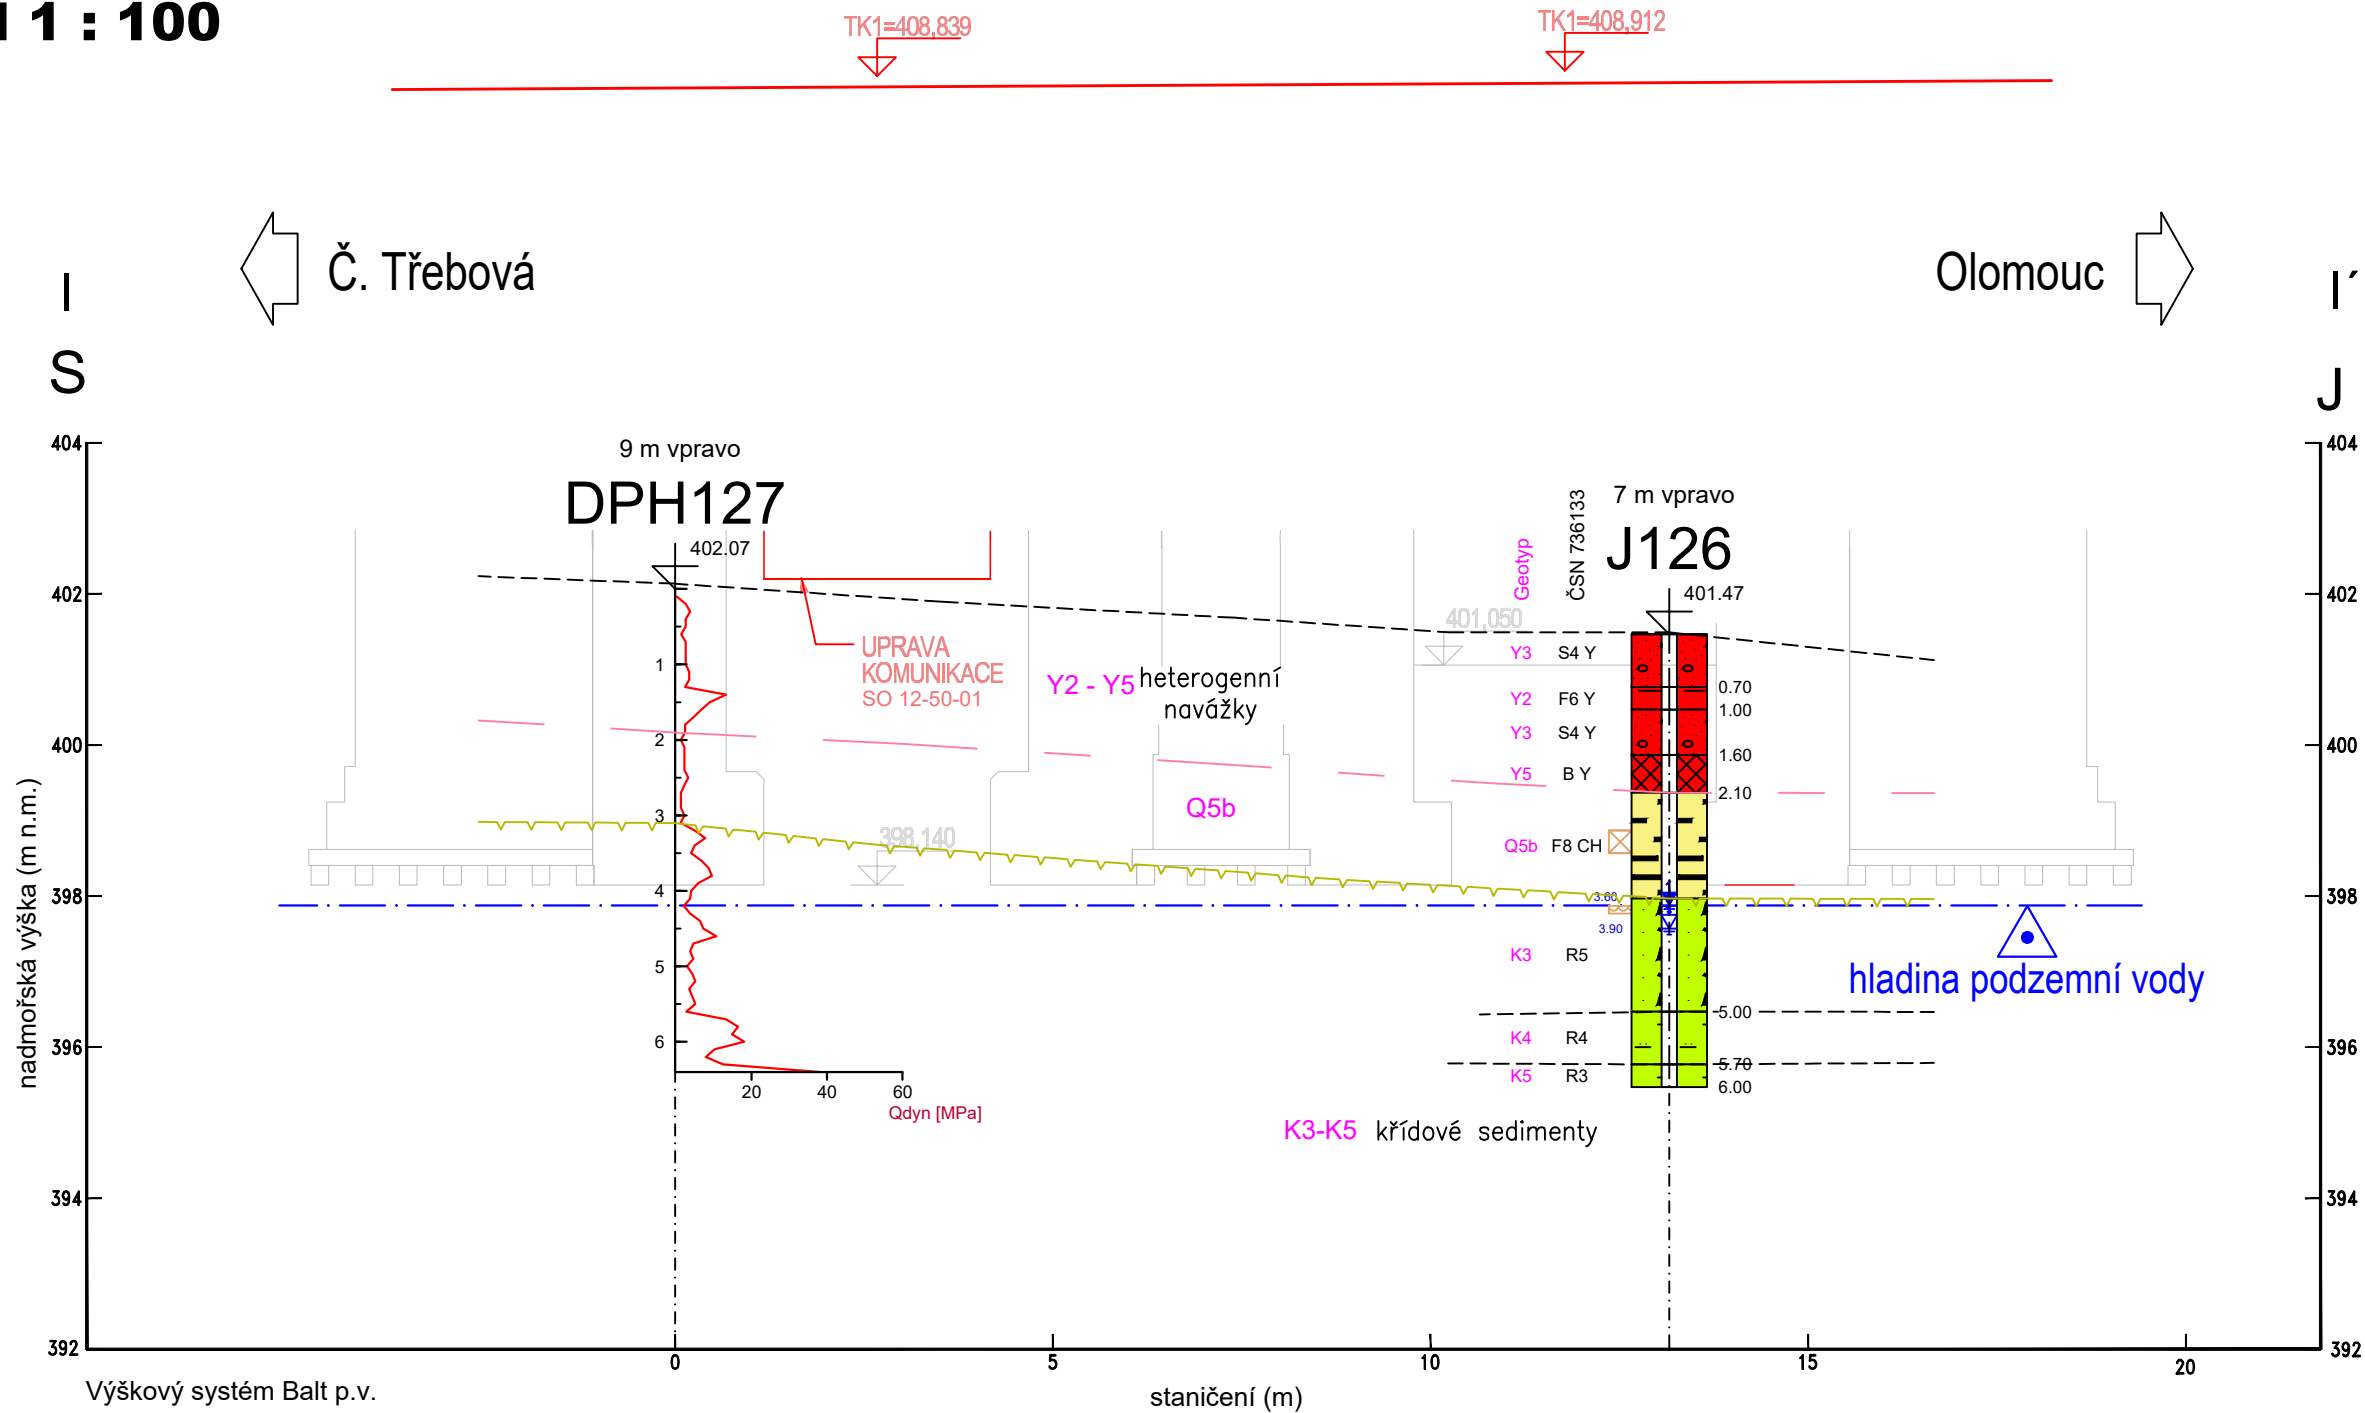 1 : 100
TK1=408,839
TK1=408,912
Č. Třebová
Olomouc
I
I´
S
J
9 m vpravo
DPH127
402.07
7 m vpravo
J126
401.47
Geotyp
ČSN 736133
404
402
400
398
396
394
392
404
402
400
398
396
394
392
nadmořská výška (m n.m.)
1
2
3
4
5
6
20
40
60
Qdyn [MPa]
UPRAVA
KOMUNIKACE
SO 12-50-01
Y2 - Y5
heterogenní
navážky
401,050
398,140
Q5b
Y3 S4 Y
0.70
Y2 F6 Y
1.00
Y3 S4 Y
1.60
Y5 B Y
2.10
Q5b F8 CH
3.60
3.90
K3 R5
5.00
K4 R4
5.70
K5 R3
6.00
hladina podzemní vody
K3-K5 křídové sedimenty
0
5
10
15
20
staničení (m)
Výškový systém Balt p.v.